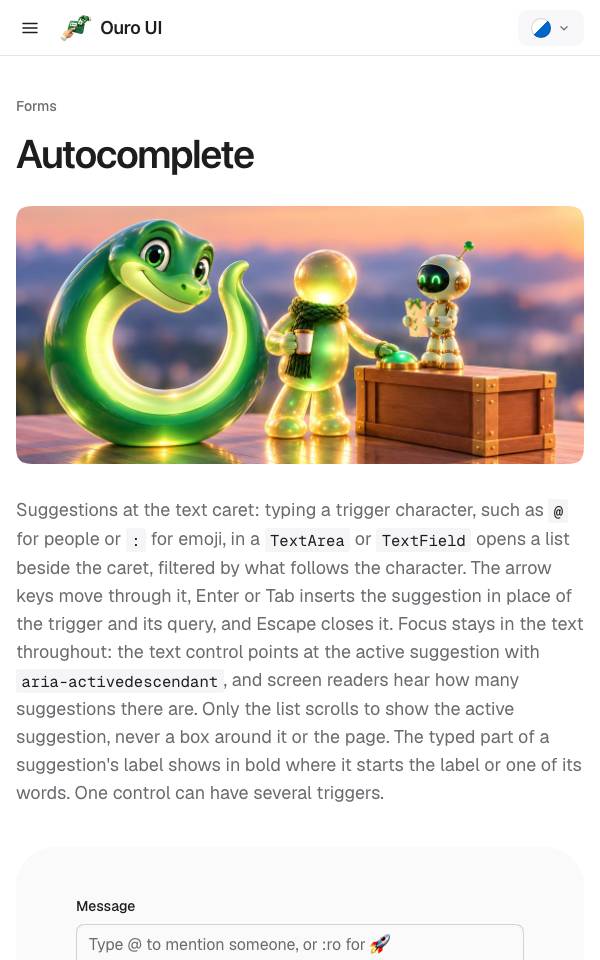 Ouro UI
Forms
Autocomplete
Suggestions at the text caret: typing a trigger character, such as @
for people or : for emoji, in a TextArea or TextField opens a list
beside the caret, filtered by what follows the character. The arrow
keys move through it, Enter or Tab inserts the suggestion in place of
the trigger and its query, and Escape closes it. Focus stays in the text
throughout: the text control points at the active suggestion with
aria-activedescendant, and screen readers hear how many
suggestions there are. Only the list scrolls to show the active
suggestion, never a box around it or the page. The typed part of a
suggestion's label shows in bold where it starts the label or one of its
words. One control can have several triggers.
Message
Type @ to mention someone, or :ro for 🚀